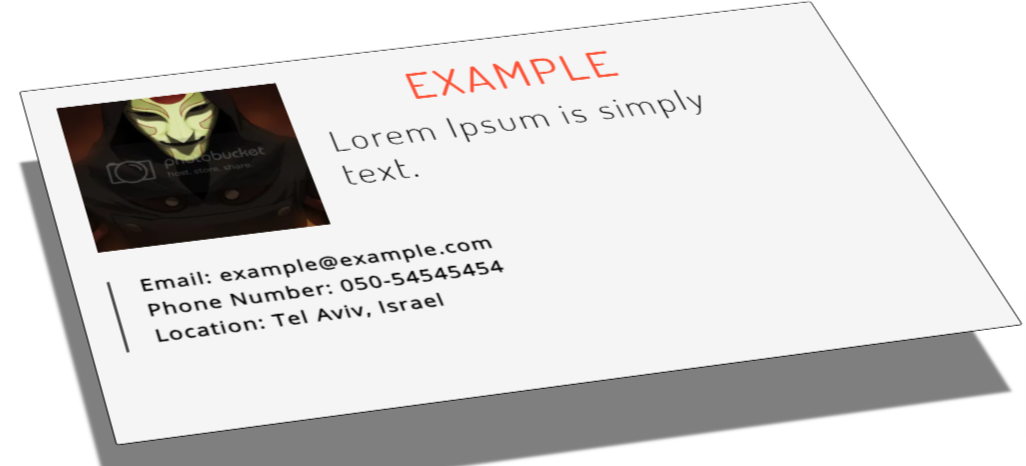 EXAMPLE
Lorem Ipsum is simply
text.
photobucket
host. store. share.
Email: example@example.com
Phone Number: 050-54545454
Location: Tel Aviv, Israel